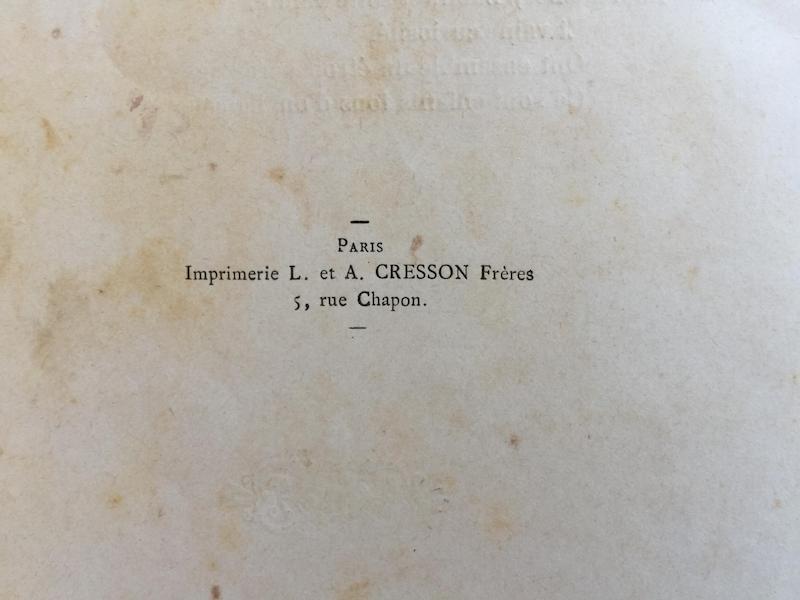 PARIS
Imprimerie L. et A. CRESSON Frères
5, rue Chapon.